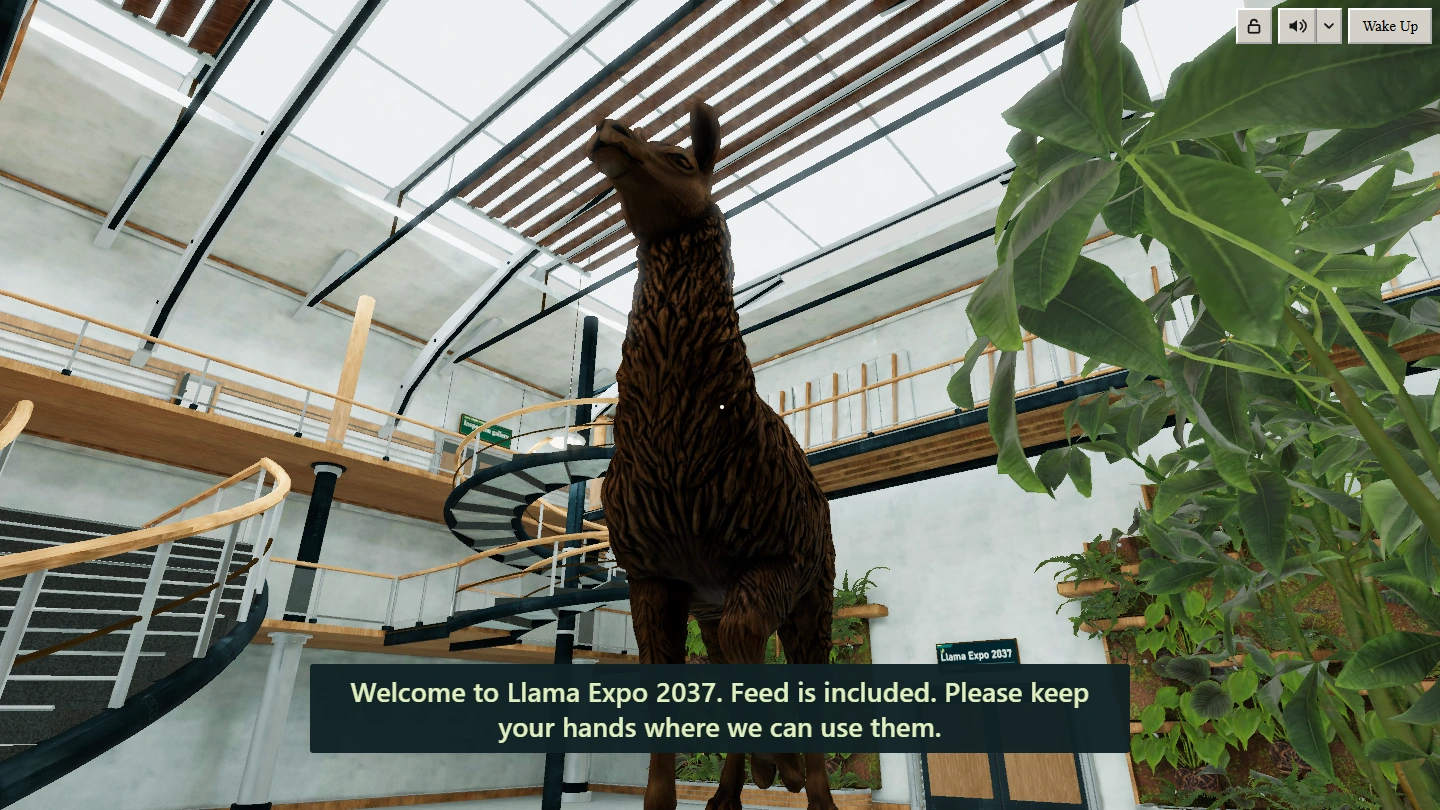 Wake Up
Llama Expo 2037
Welcome to Llama Expo 2037. Feed is included. Please keep
your hands where we can use them.